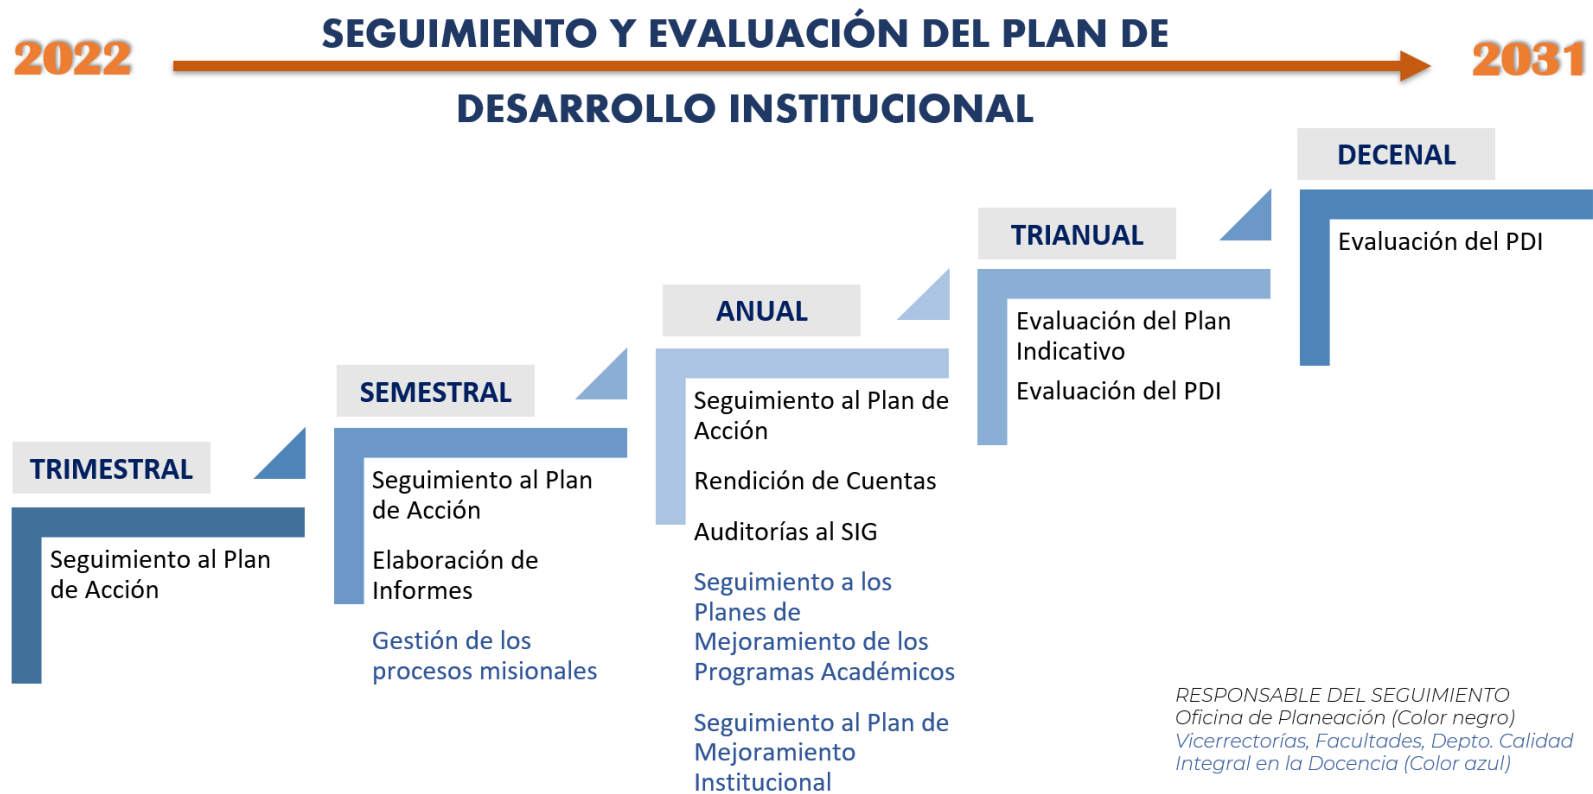 SEGUIMIENTO Y EVALUACIÓN DEL PLAN DE
2022
2031
DESARROLLO INSTITUCIONAL
TRIMESTRAL
Seguimiento al Plan
de Acción
SEMESTRAL
Seguimiento al Plan
de Acción
Elaboración de
Informes
Gestión de los
procesos misionales
ANUAL
Seguimiento al Plan de
Acción
Rendición de Cuentas
Auditorías al SIG
Seguimiento a los
Planes de
Mejoramiento de los
Programas Académicos
Seguimiento al Plan de
Mejoramiento
Institucional
TRIANUAL
Evaluación del Plan
Indicativo
Evaluación del PDI
DECENAL
Evaluación del PDI
RESPONSABLE DEL SEGUIMIENTO
Oficina de Planeación (Color negro)
Vicerrectorías, Facultades, Depto. Calidad
Integral en la Docencia (Color azul)